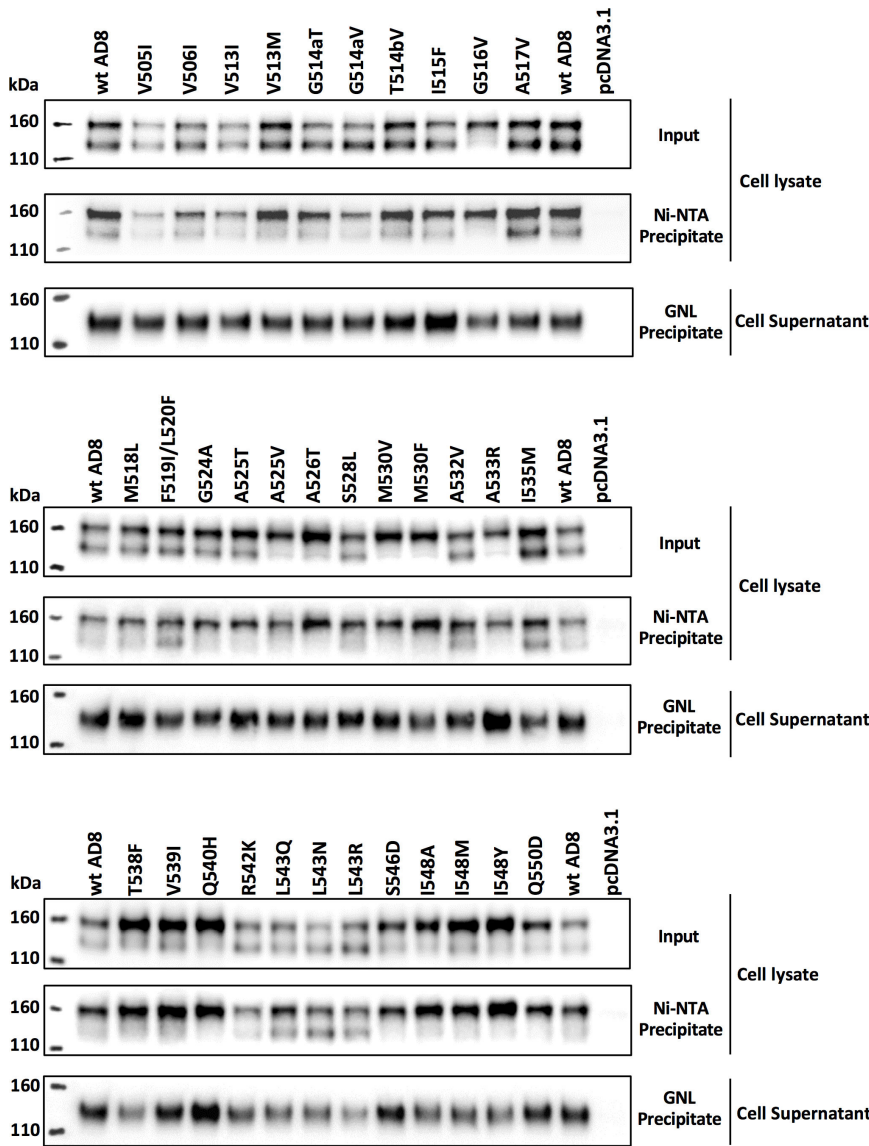 kDa
wt AD8 V505I V506I V513I V513M G514aT G514aV T514bV I515F G516V A517V wt AD8 pcDNA3.1
160
110
Input
160
110
Ni-NTA
Precipitate
Cell lysate
160
110
GNL
Precipitate
Cell Supernatant
kDa
wt AD8 M518L F519I/L520F G524A A525T A525V A526T S528L M530V M530F A532V A533R I535M wt AD8 pcDNA3.1
160
110
Input
160
110
Ni-NTA
Precipitate
Cell lysate
160
110
GNL
Precipitate
Cell Supernatant
kDa
wt AD8 T538F V539I Q540H R542K L543Q L543N L543R S546D I548A I548M I548Y Q550D wt AD8 pcDNA3.1
160
110
Input
160
110
Ni-NTA
Precipitate
Cell lysate
160
110
GNL
Precipitate
Cell Supernatant